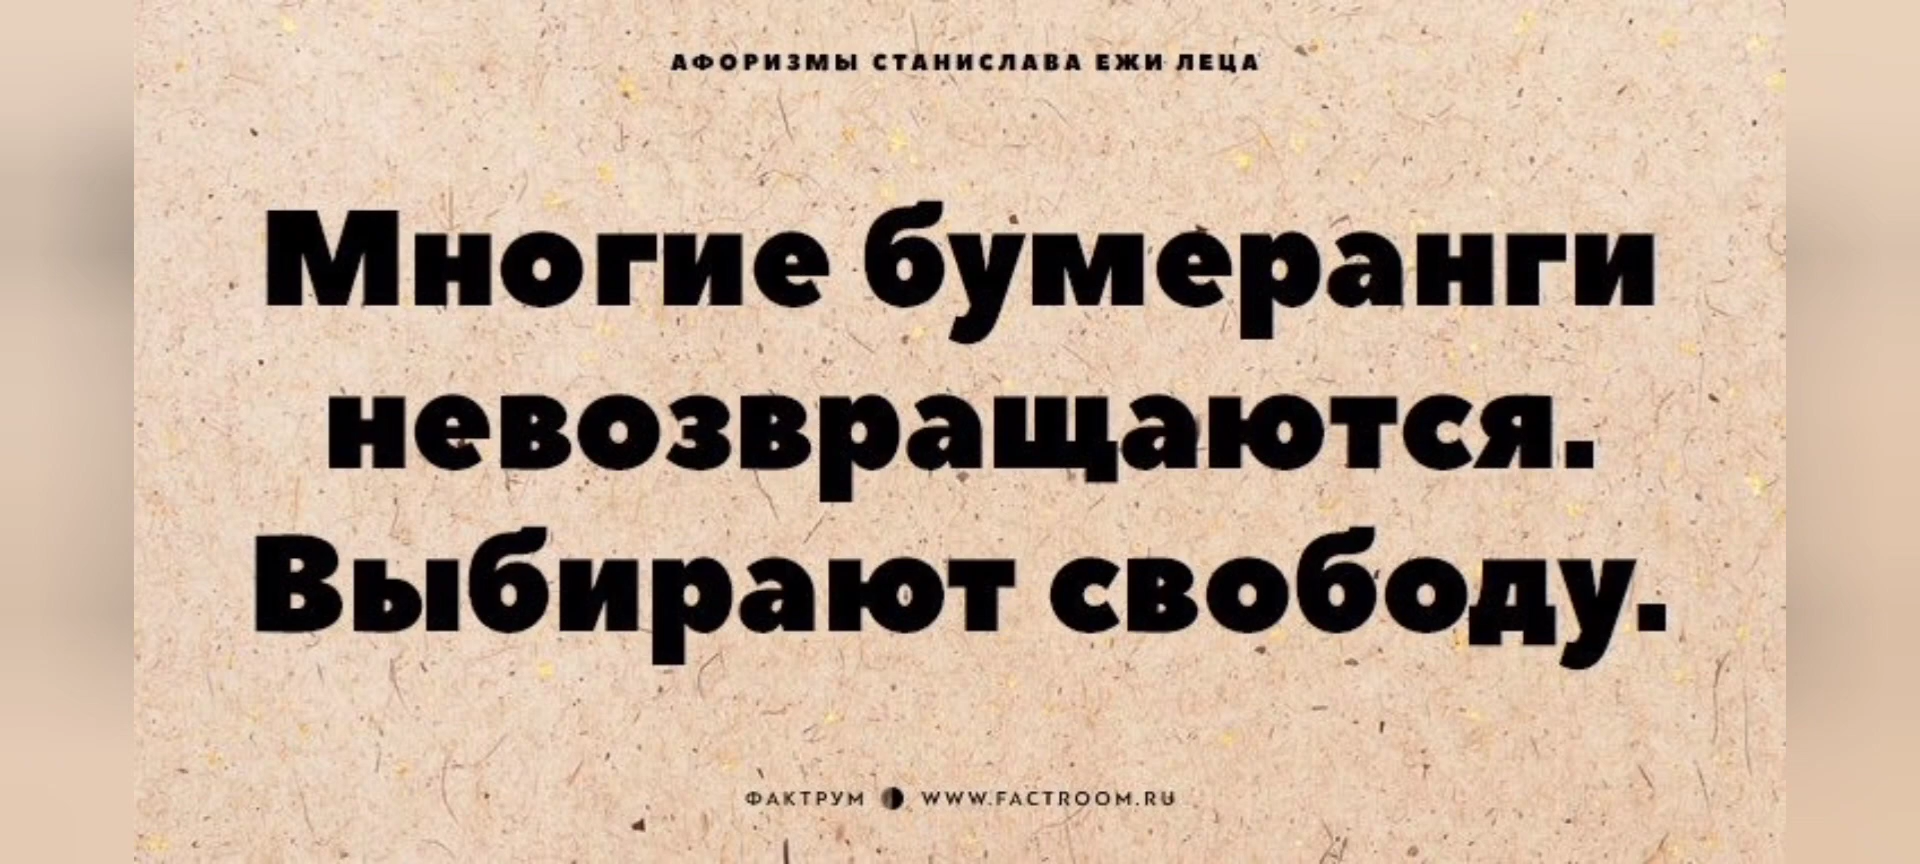 АФОРИЗМЫ СТАНИСЛАВА ЕЖИ ЛЕЦА
Многие бумеранги
невозвращаются.
Выбирают свободу.
ФАКТРУМ WWW.FACTROOM.RU